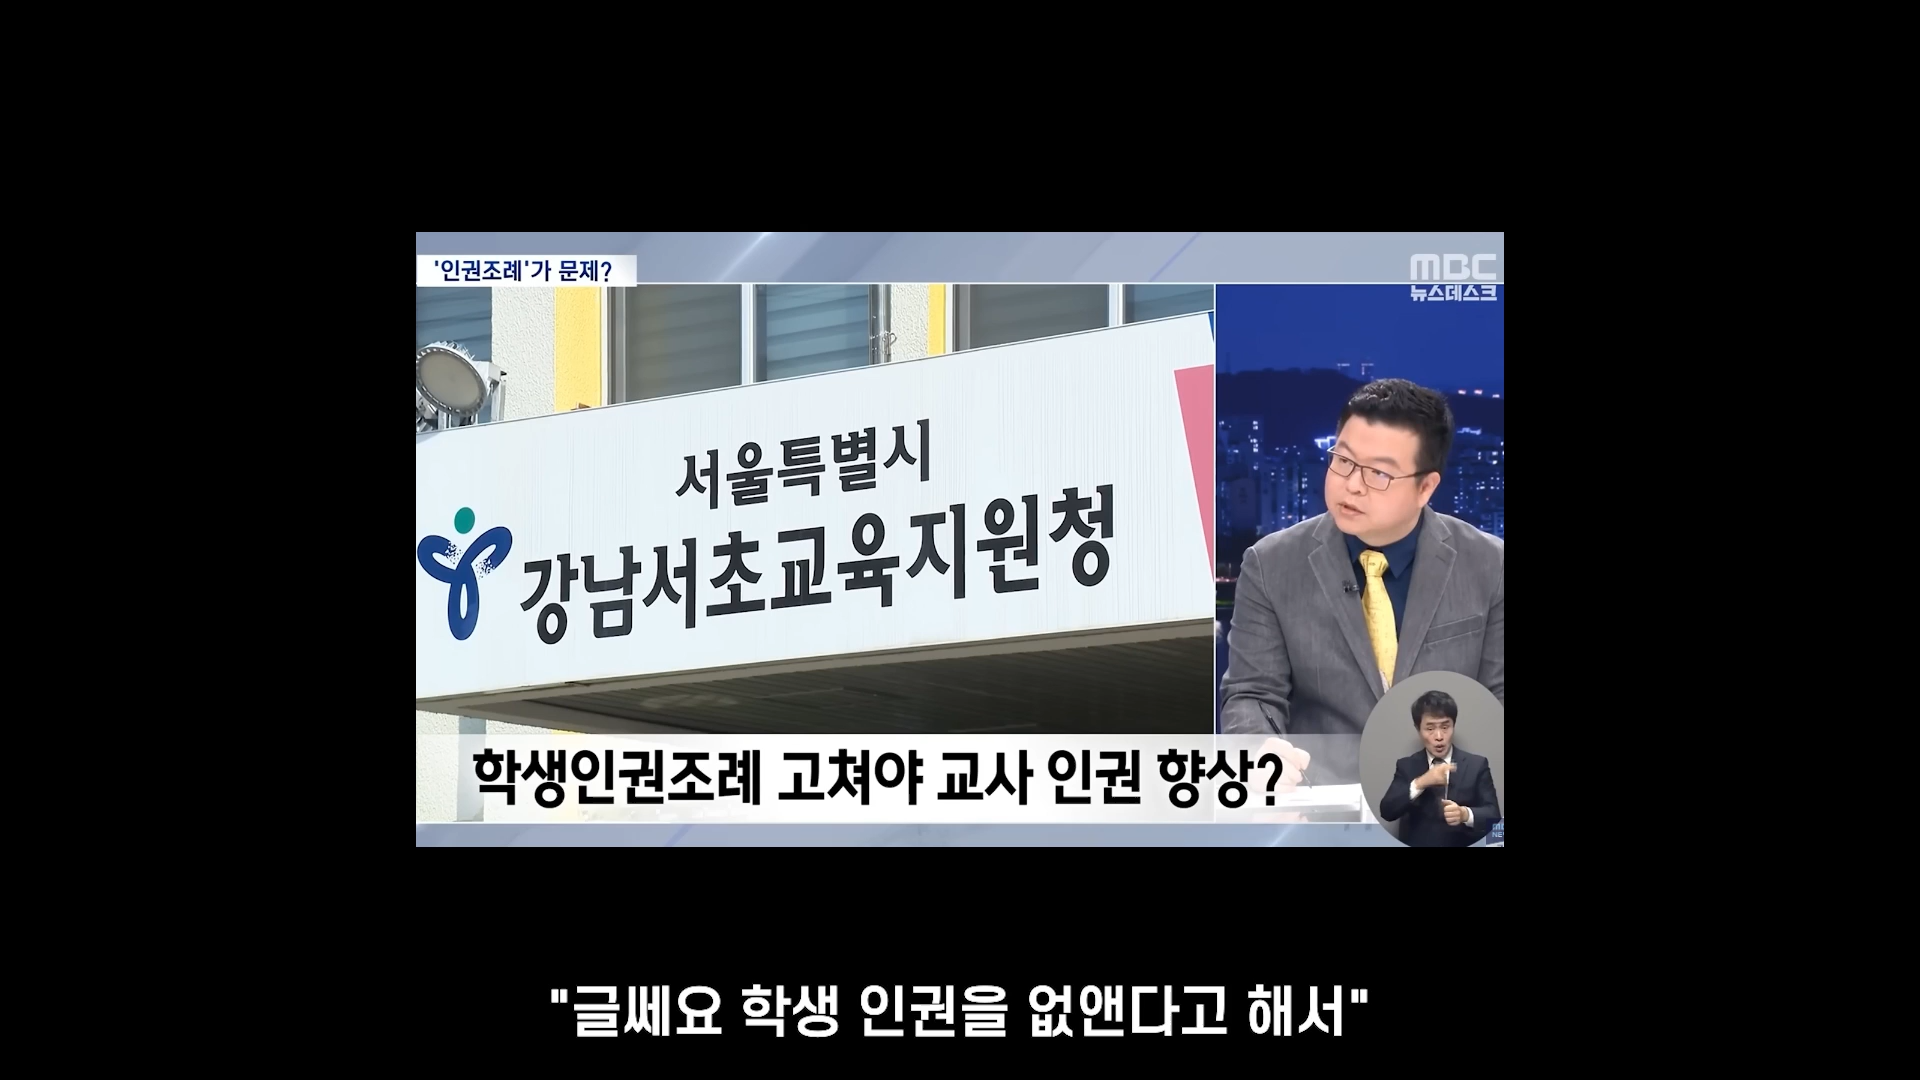 '인권조례'가 문제?
MBC
뉴스데스크
서울특별시
강남서초교육지원청
학생인권조례 고쳐야 교사 인권 향상?
"글쎄요 학생 인권을 없앤다고 해서"